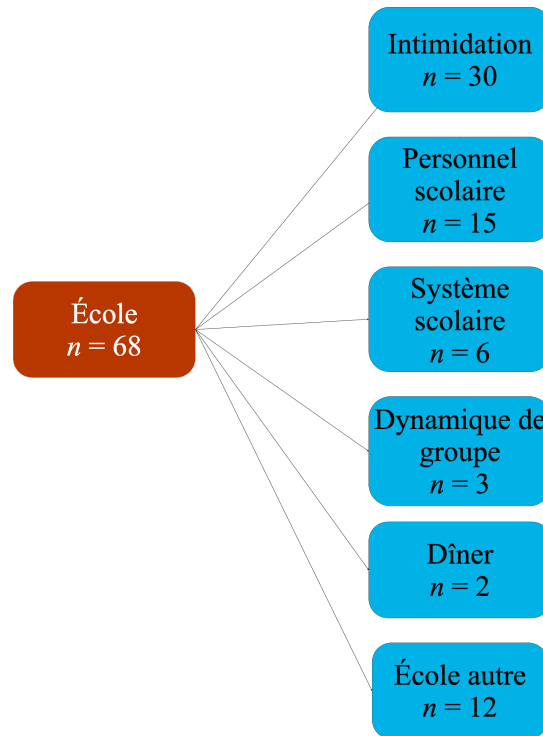 Intimidation
n = 30
Personnel
scolaire
n = 15
École
n = 68
Système
scolaire
n = 6
Dynamique de
groupe
n = 3
Dîner
n = 2
École autre
n = 12